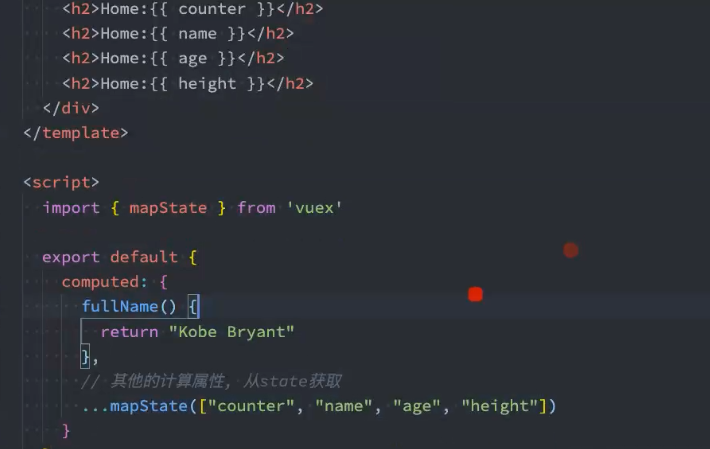 <h2>Home:{{ counter }}</h2>
<h2>Home:{{ name }}</h2>
<h2>Home:{{ age }}</h2>
<h2>Home:{{ height }}</h2>
</div>
</template>
<script>
import { mapState } from 'vuex'
export default {
computed: {
fullName() {
return "Kobe Bryant"
},
// 其他的计算属性, 从state获取
...mapState(["counter", "name", "age", "height"])
}